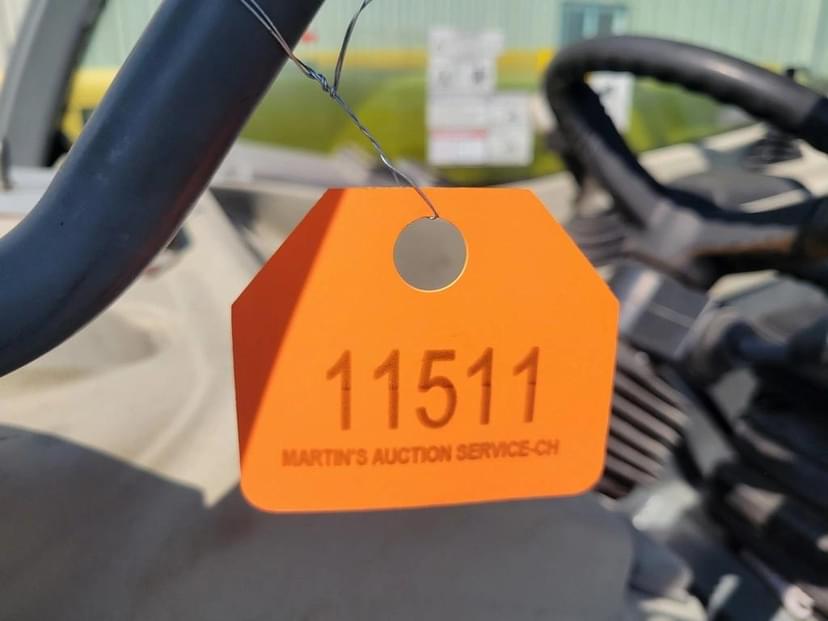 11511
MARTIN'S AUCTION SERVICE-CH